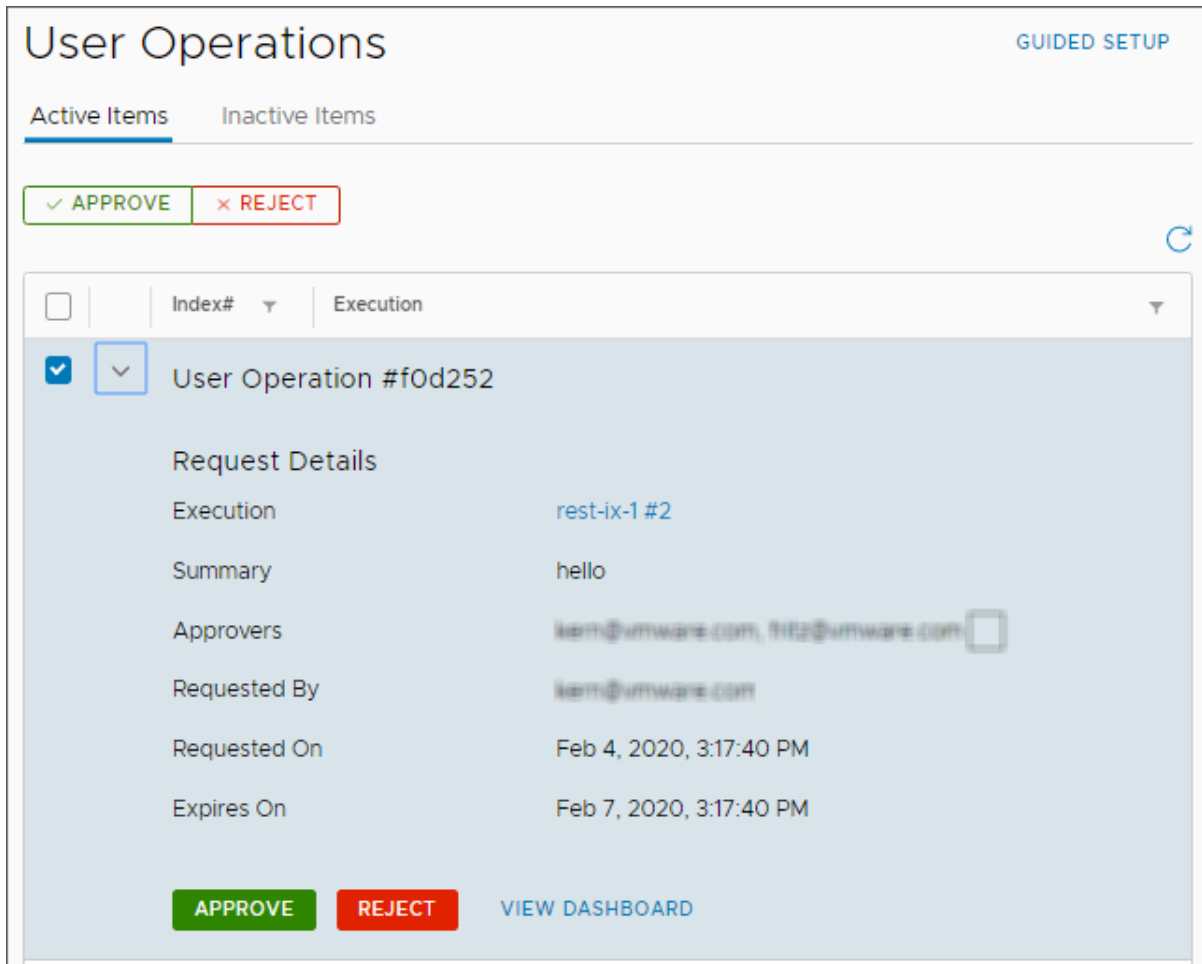 User Operations
GUIDED SETUP
Active Items Inactive Items
APPROVE REJECT
Index# Execution
User Operation #f0d252
Request Details
Execution rest-ix-1 #2
Summary hello
Approvers
Requested By
Requested On Feb 4, 2020, 3:17:40 PM
Expires On Feb 7, 2020, 3:17:40 PM
APPROVE REJECT VIEW DASHBOARD